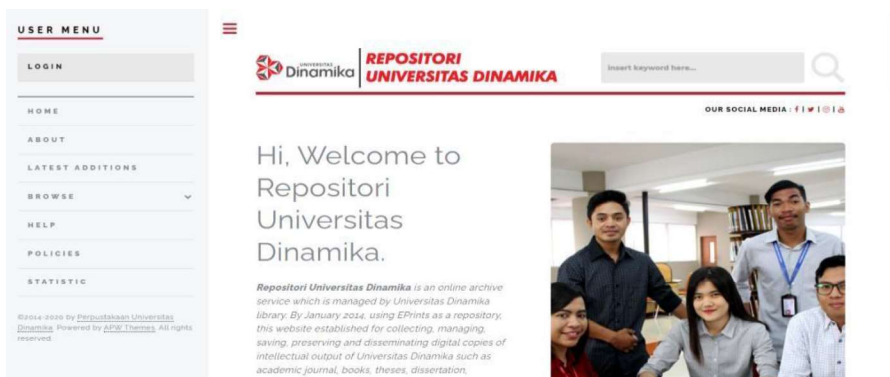 USER MENU
LOGIN
HOME
ABOUT
LATEST ADDITIONS
BROWSE
HELP
POLICIES
STATISTIC
©2014-2020 by Perpustakaan Universitas
Dinamika. Powered by APW Themes. All rights
reserved.
UNIVERSITAS
Dinamika
REPOSITORI
UNIVERSITAS DINAMIKA
Insert keyword here...
OUR SOCIAL MEDIA :
Hi, Welcome to
Repositori
Universitas
Dinamika.
Repositori Universitas Dinamika is an online archive
service which is managed by Universitas Dinamika
library. By January 2014, using EPrints as a repository,
this website established for collecting, managing,
saving, preserving and disseminating digital copies of
intellectual output of Universitas Dinamika such as
academic journal, books, theses, dissertation,